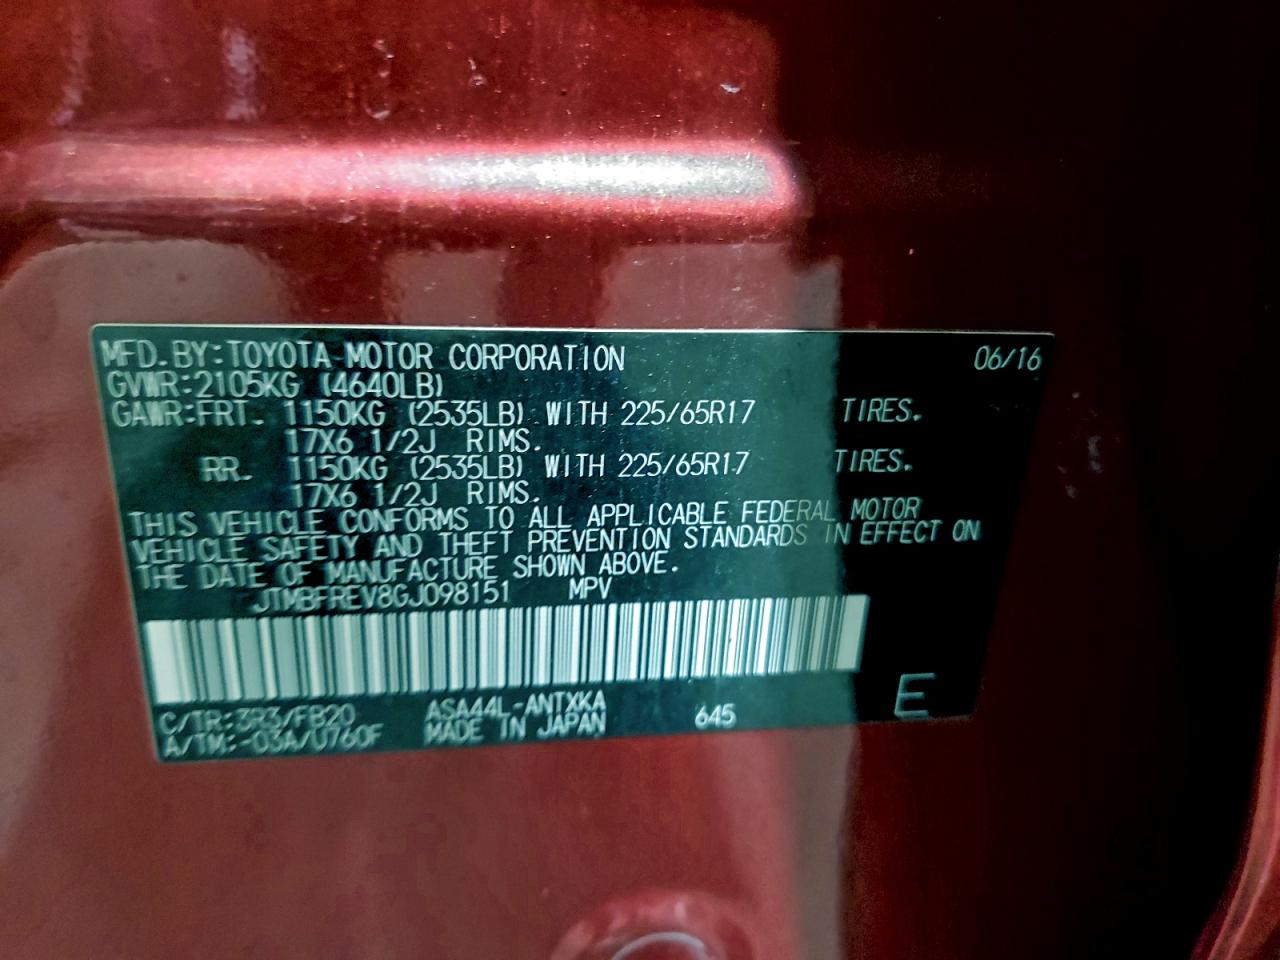 MFD.BY:TOYOTA MOTOR CORPORATION 06/16
GVWR:2105KG (4640LB)
GAWR:FRT. 1150KG (2535LB) WITH 225/65R17 TIRES.
17X6 1/2J RIMS.
RR. 1150KG (2535LB) WITH 225/65R17 TIRES.
17X6 1/2J RIMS.
THIS VEHICLE CONFORMS TO ALL APPLICABLE FEDERAL MOTOR
VEHICLE SAFETY AND THEFT PREVENTION STANDARDS IN EFFECT ON
THE DATE OF MANUFACTURE SHOWN ABOVE.
JTMBFREV8GJ098151 MPV
C/TR:3R3/FB20 ASA44L-ANTXKA 645 E
A/TM:-03A/U760F MADE IN JAPAN